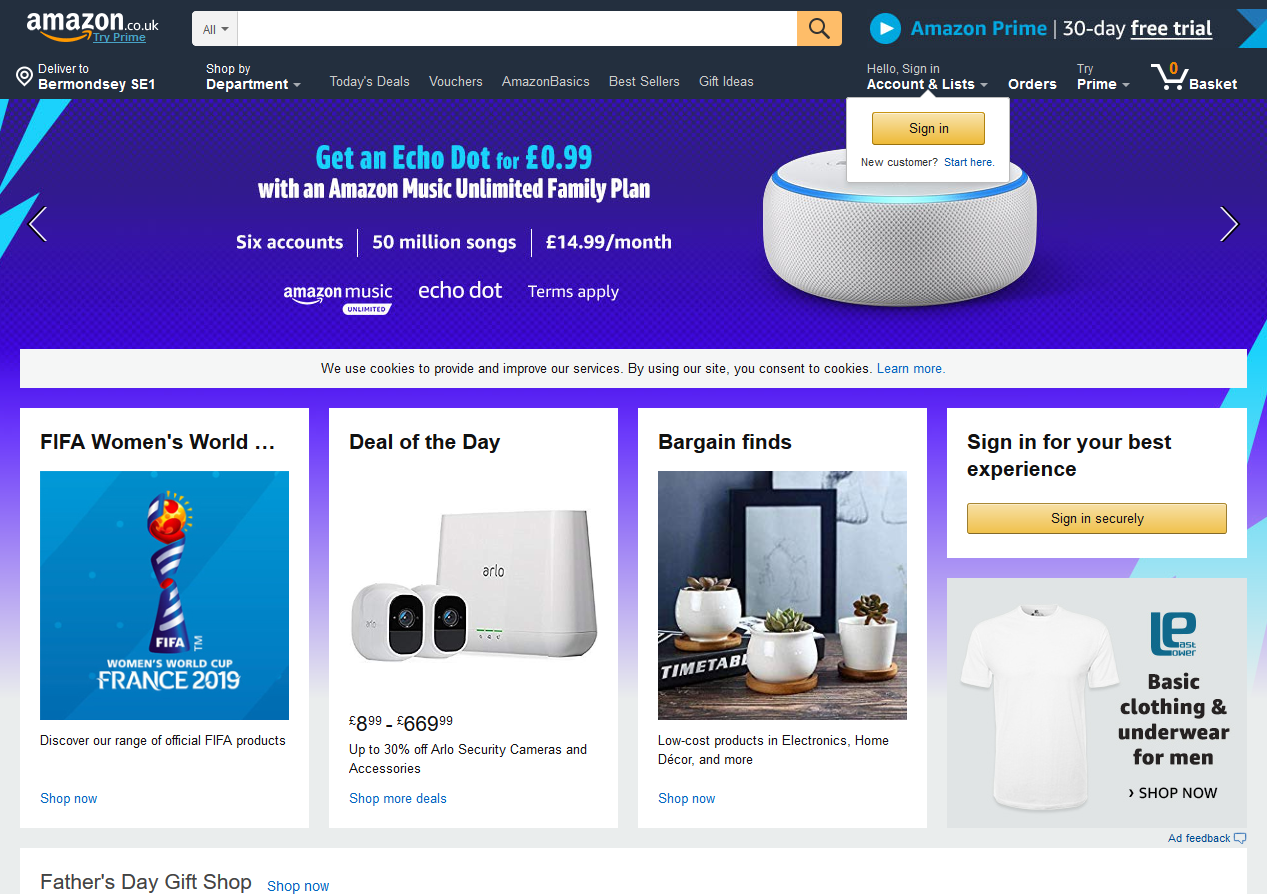 amazon.co.uk
Try Prime
All
Amazon Prime | 30-day free trial
Deliver to
Bermondsey SE1
Shop by
Department
Today's Deals
Vouchers
AmazonBasics
Best Sellers
Gift Ideas
Hello, Sign in
Account & Lists
Orders
Try
Prime
0
Basket
Sign in
New customer? Start here.
Get an Echo Dot for £0.99
with an Amazon Music Unlimited Family Plan
Six accounts
50 million songs
£14.99/month
amazon music
UNLIMITED
echo dot
Terms apply
We use cookies to provide and improve our services. By using our site, you consent to cookies. Learn more.
FIFA Women's World …
FIFA
TM
WOMEN'S WORLD CUP
FRANCE 2019
Discover our range of official FIFA products
Shop now
Deal of the Day
arlo
arlo
£8.99 - £669.99
Up to 30% off Arlo Security Cameras and
Accessories
Shop more deals
Bargain finds
TIMETAB
Low-cost products in Electronics, Home
Décor, and more
Shop now
Sign in for your best
experience
Sign in securely
East
Lower
Basic
clothing &
underwear
for men
› SHOP NOW
Ad feedback
Father's Day Gift Shop
Shop now